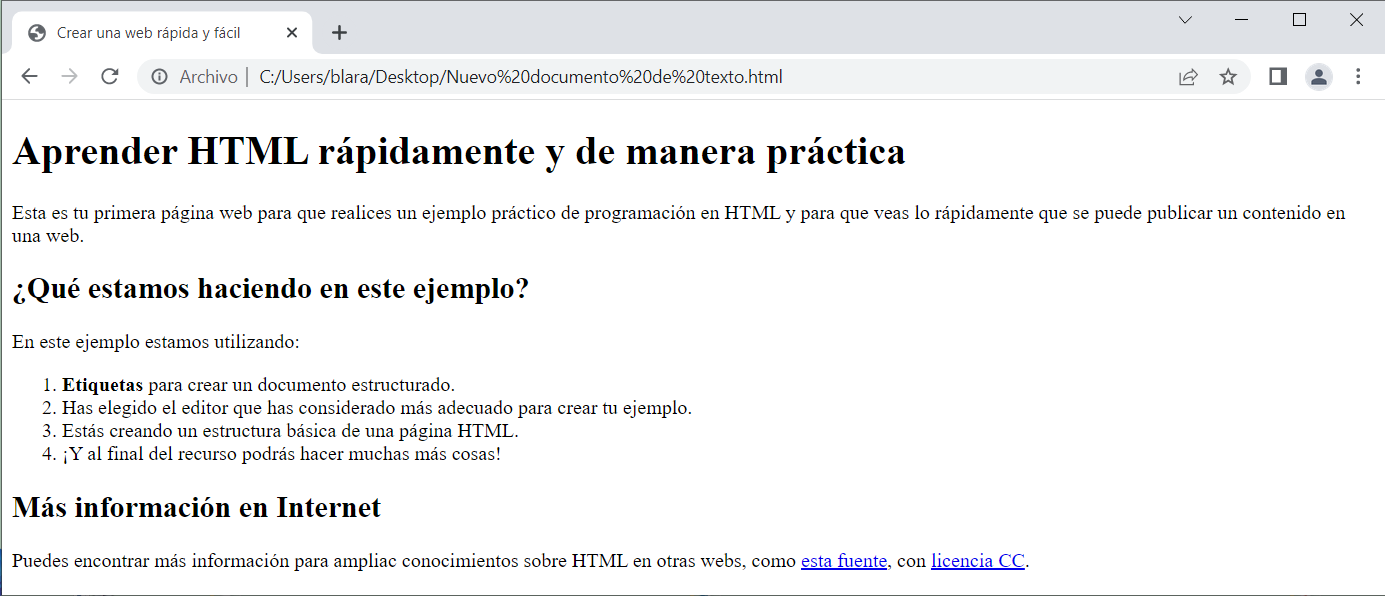 Crear una web rápida y fácil
Archivo | C:/Users/blara/Desktop/Nuevo%20documento%20de%20texto.html
Aprender HTML rápidamente y de manera práctica
Esta es tu primera página web para que realices un ejemplo práctico de programación en HTML y para que veas lo rápidamente que se puede publicar un contenido en
una web.
¿Qué estamos haciendo en este ejemplo?
En este ejemplo estamos utilizando:
1. Etiquetas para crear un documento estructurado.
2. Has elegido el editor que has considerado más adecuado para crear tu ejemplo.
3. Estás creando un estructura básica de una página HTML.
4. ¡Y al final del recurso podrás hacer muchas más cosas!
Más información en Internet
Puedes encontrar más información para ampliac conocimientos sobre HTML en otras webs, como esta fuente, con licencia CC.